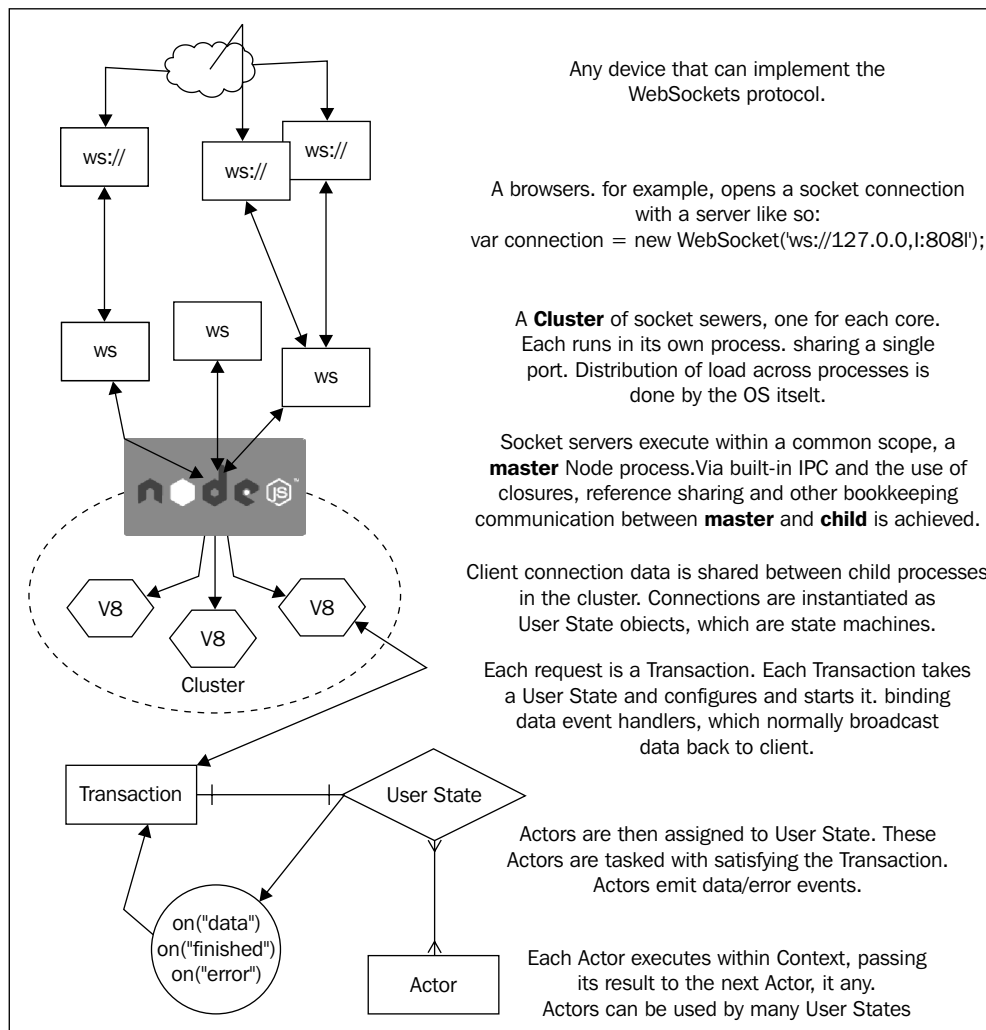 Any device that can implement the
WebSockets protocol.
ws://
ws://
ws://
A browsers. for example, opens a socket connection
with a server like so:
var connection = new WebSocket('ws://127.0.0,l:808l');
ws
ws
ws
A Cluster of socket sewers, one for each core.
Each runs in its own process. sharing a single
port. Distribution of load across processes is
done by the OS itselt.
node JS™
Socket servers execute within a common scope, a
master Node process.Via built-in IPC and the use of
closures, reference sharing and other bookkeeping
communication between master and child is achieved.
V8
V8
V8
Cluster
Client connection data is shared between child processes
in the cluster. Connections are instantiated as
User State objects, which are state machines.
Each request is a Transaction. Each Transaction takes
a User State and configures and starts it. binding
data event handlers, which normally broadcast
data back to client.
Transaction
User State
Actors are then assigned to User State. These
Actors are tasked with satisfying the Transaction.
Actors emit data/error events.
on("data")
on("finished")
on("error")
Actor
Each Actor executes within Context, passing
its result to the next Actor, it any.
Actors can be used by many User States